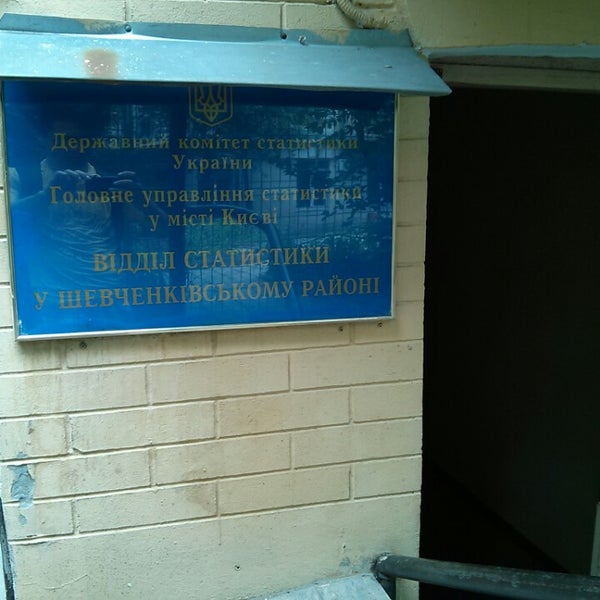 Державний комітет статистики
України
Головне управління статистики
у місті Києві
ВІДДІЛ СТАТИСТИКИ
У ШЕВЧЕНКІВСЬКОМУ РАЙОНІ